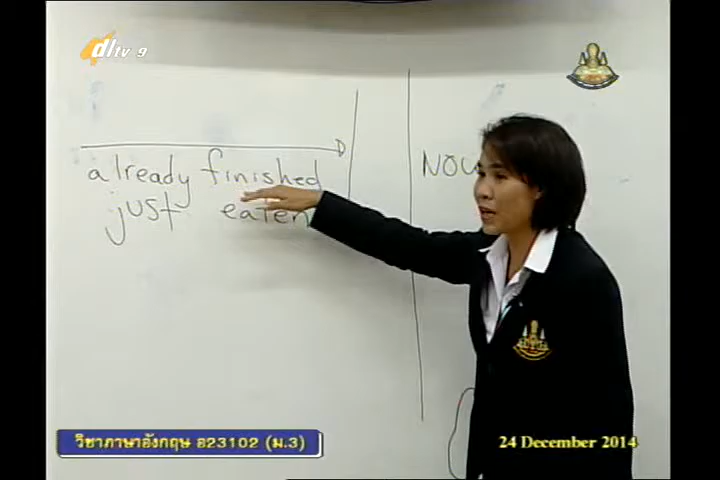 dltv 9
already finished
just eaten
NOW
วิชาภาษาอังกฤษ อ23102 (ม.3)
24 December 2014